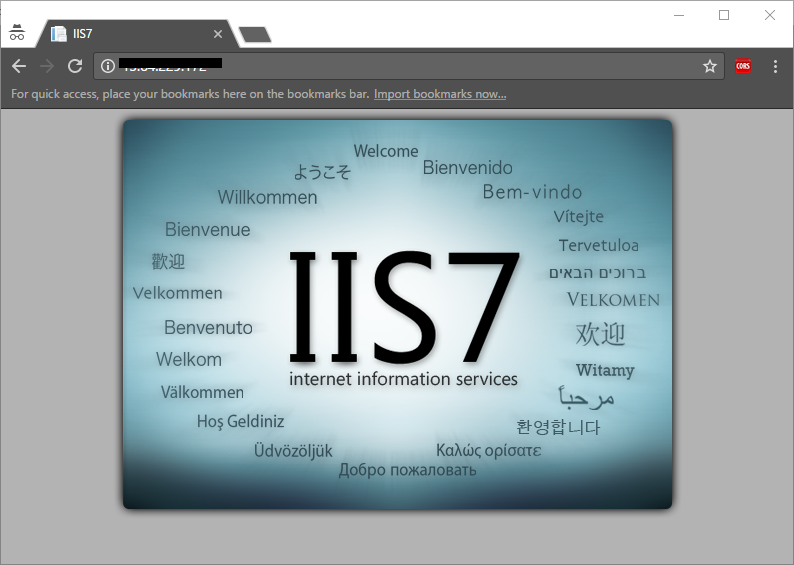 IIS7
For quick access, place your bookmarks here on the bookmarks bar. Import bookmarks now...
CORS
Welcome
ようこそ
Bienvenido
Willkommen
Bem-vindo
Vítejte
Bienvenue
Tervetuloa
歡迎
ברוכים הבאים
Velkommen
VELKOMEN
IIS7
internet information services
Benvenuto
欢迎
Welkom
Witamy
Välkommen
مرحباً
Hoş Geldiniz
환영합니다
Üdvözöljük
Καλώς ορίσατε
Добро пожаловать